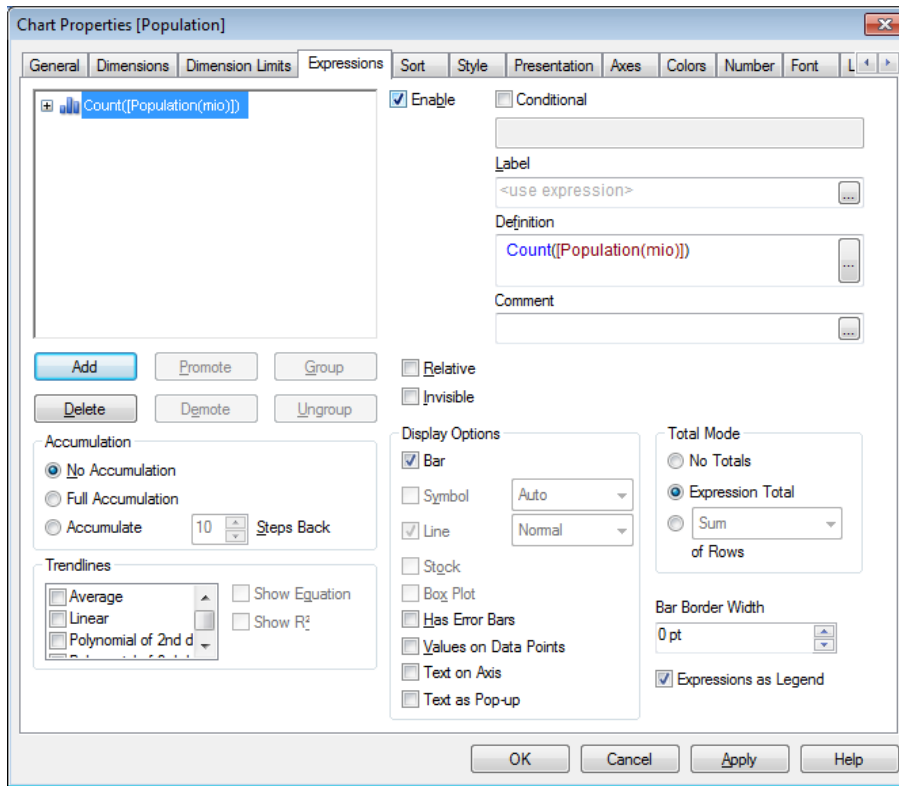 Chart Properties [Population]
General Dimensions Dimension Limits Expressions Sort Style Presentation Axes Colors Number Font L
Count([Population(mio)])
Enable Conditional
Label
<use expression>
...
Definition
Count([Population(mio)])
...
Comment
...
Add Promote Group
Delete Demote Ungroup
Relative
Invisible
Accumulation
No Accumulation
Full Accumulation
Accumulate 10 Steps Back
Trendlines
Average
Linear
Polynomial of 2nd d
Show Equation
Show R²
Display Options
Bar
Symbol Auto
Line Normal
Stock
Box Plot
Has Error Bars
Values on Data Points
Text on Axis
Text as Pop-up
Total Mode
No Totals
Expression Total
Sum
of Rows
Bar Border Width
0 pt
Expressions as Legend
OK Cancel Apply Help